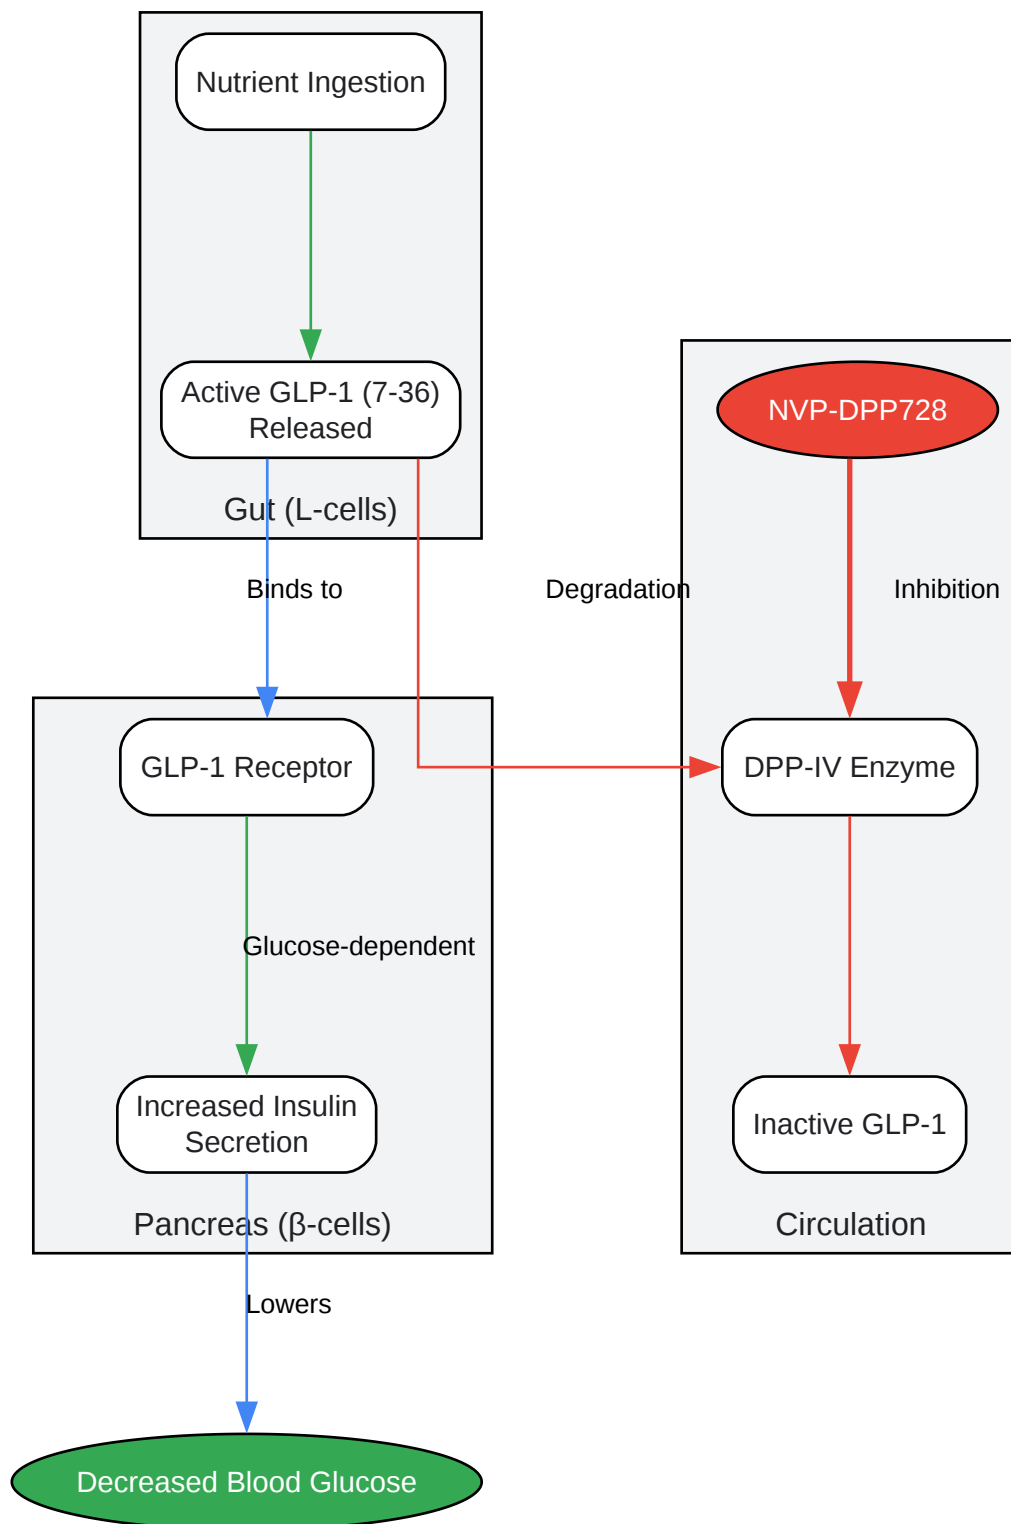 Nutrient Ingestion
Active GLP-1 (7-36)
Released
NVP-DPP728
Gut (L-cells)
Binds to
Degradation
Inhibition
GLP-1 Receptor
DPP-IV Enzyme
Glucose-dependent
Increased Insulin
Secretion
Inactive GLP-1
Pancreas (β-cells)
Circulation
Lowers
Decreased Blood Glucose